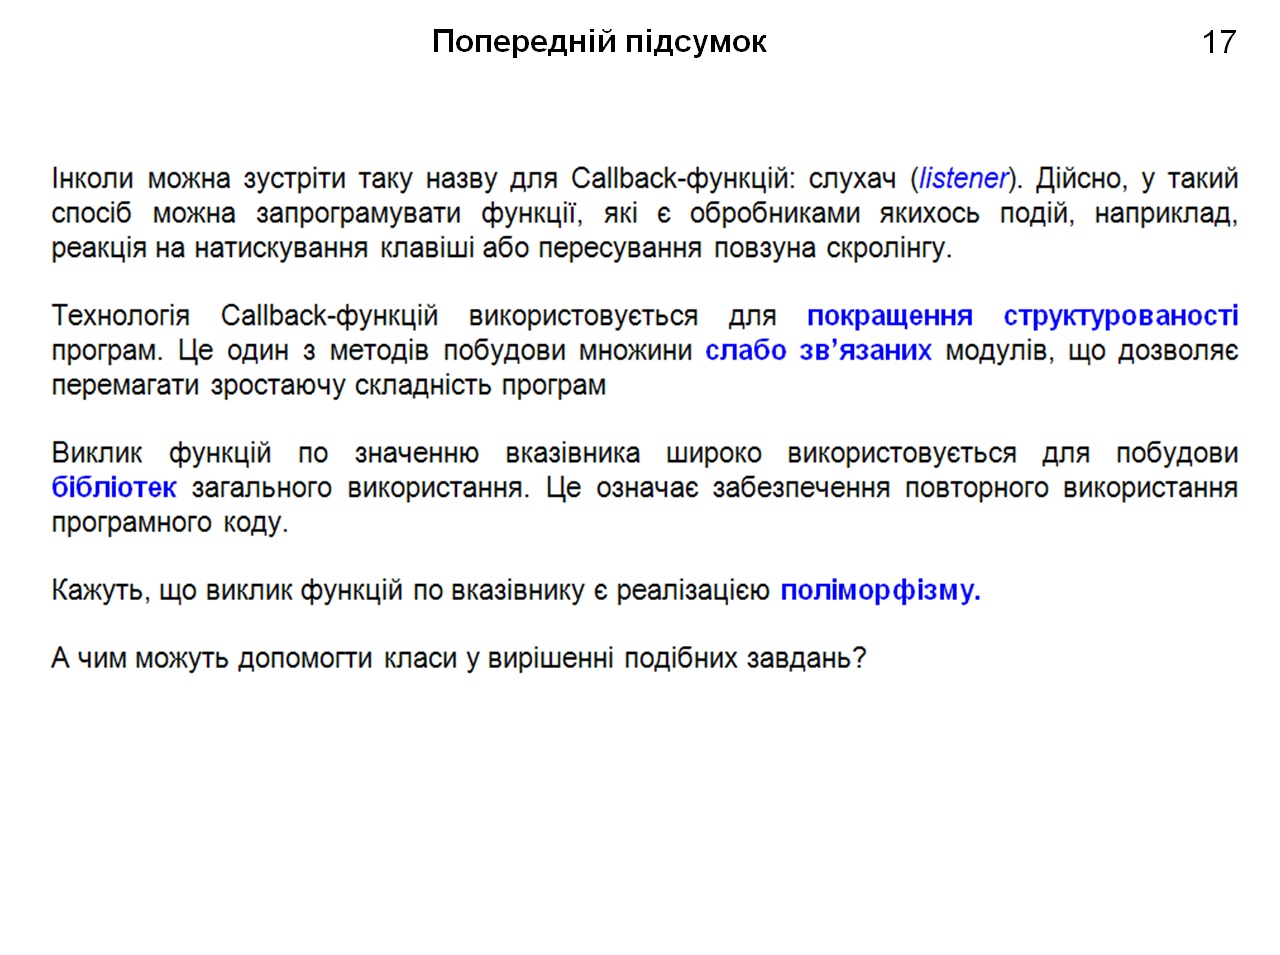 Попередній підсумок
17
Інколи можна зустріти таку назву для Callback-функцій: слухач (listener). Дійсно, у такий
спосіб можна запрограмувати функції, які є обробниками якихось подій, наприклад,
реакція на натискування клавіші або пересування повзуна скролінгу.
Технологія Callback-функцій використовується для покращення структурованості
програм. Це один з методів побудови множини слабо зв’язаних модулів, що дозволяє
перемагати зростаючу складність програм
Виклик функцій по значенню вказівника широко використовується для побудови
бібліотек загального використання. Це означає забезпечення повторного використання
програмного коду.
Кажуть, що виклик функцій по вказівнику є реалізацією поліморфізму.
А чим можуть допомогти класи у вирішенні подібних завдань?